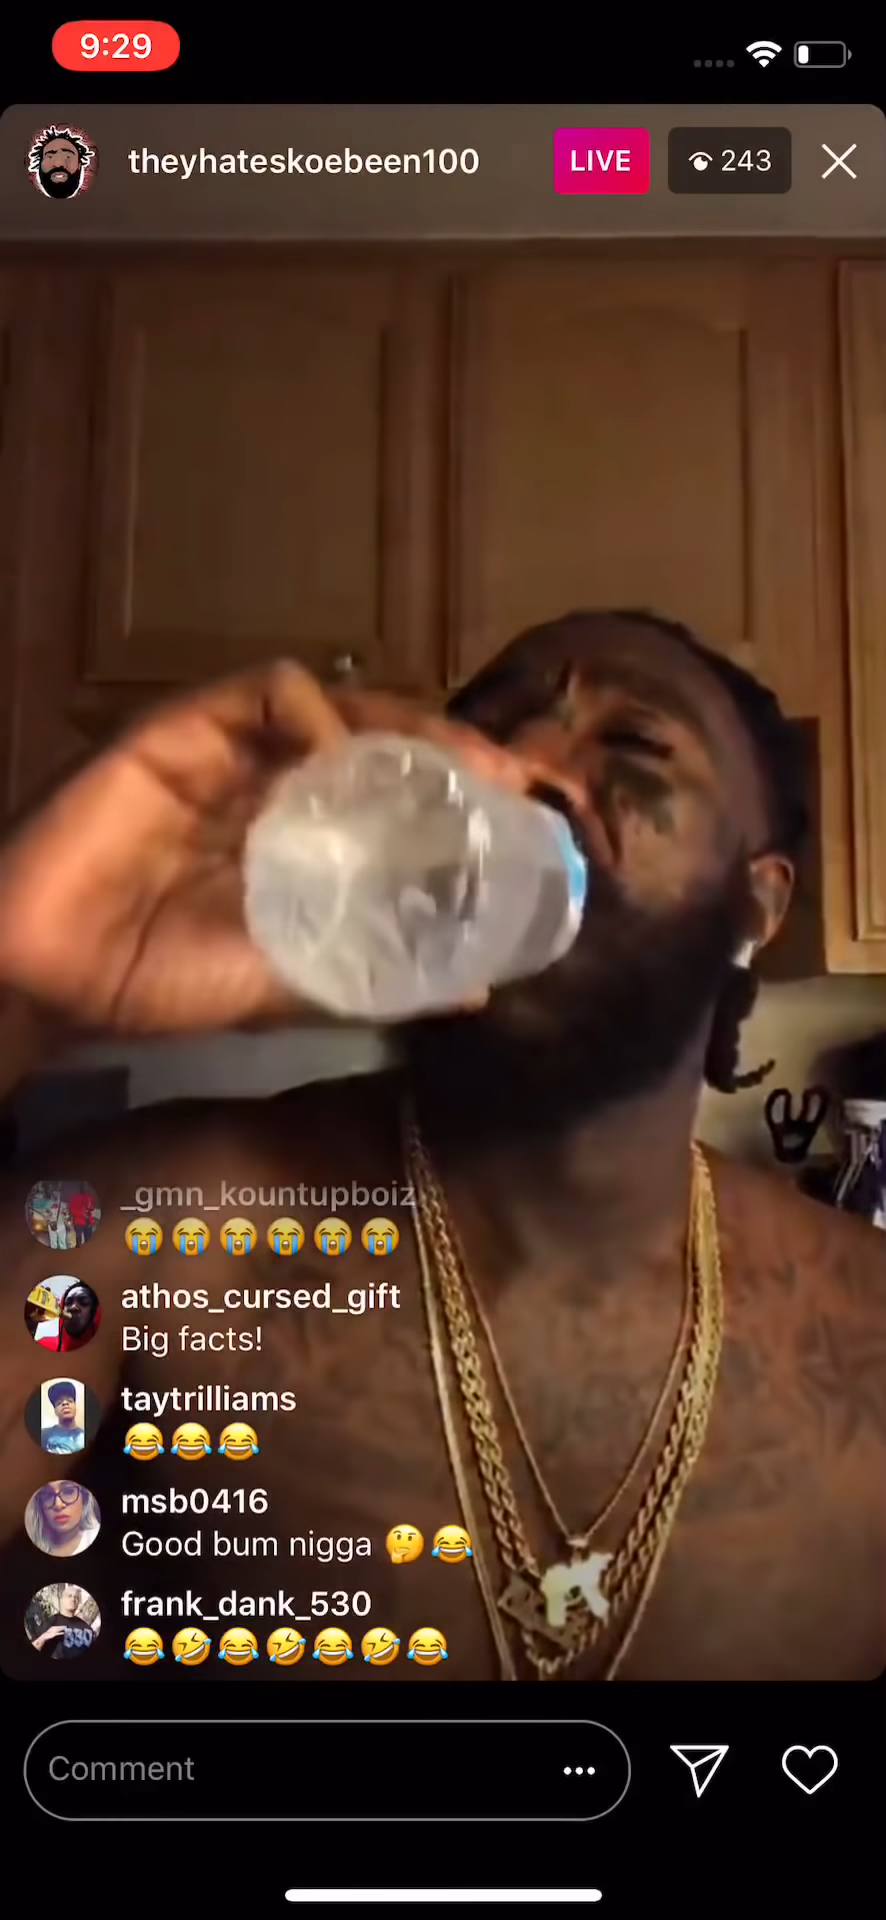 9:29
theyhateskoebeen100
LIVE
243
_gmn_kountupboiz
😭😭😭😭😭😭
athos_cursed_gift
Big facts!
taytrilliams
😂😂😂
msb0416
Good bum nigga 🤔😂
frank_dank_530
😂🤣😂🤣😂🤣😂
Comment